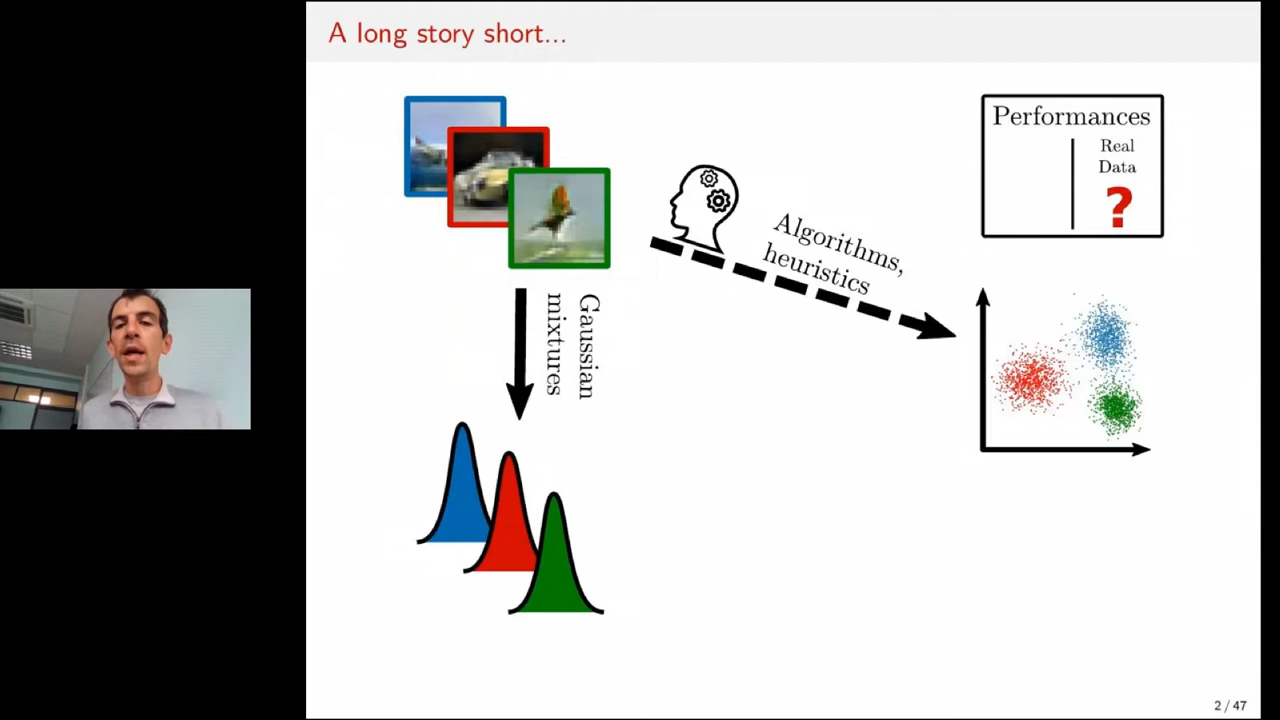 A long story short...
Performances
Real
Data
?
Algorithms,
heuristics
Gaussian
mixtures
2 / 47